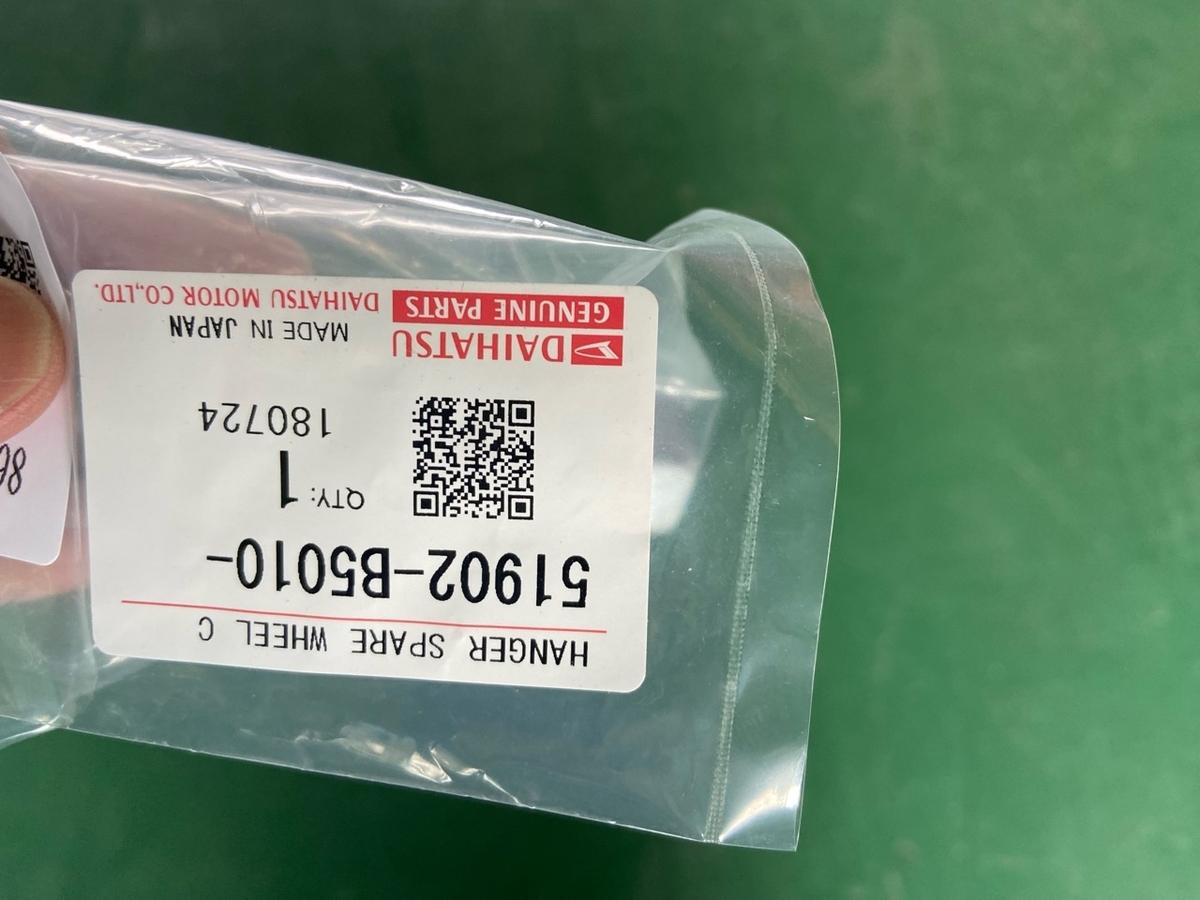 HANGER SPARE WHEEL C
51902-B5010-
QTY: 1
180724
DAIHATSU
MADE IN JAPAN
GENUINE PARTS
DAIHATSU MOTOR CO.,LTD.